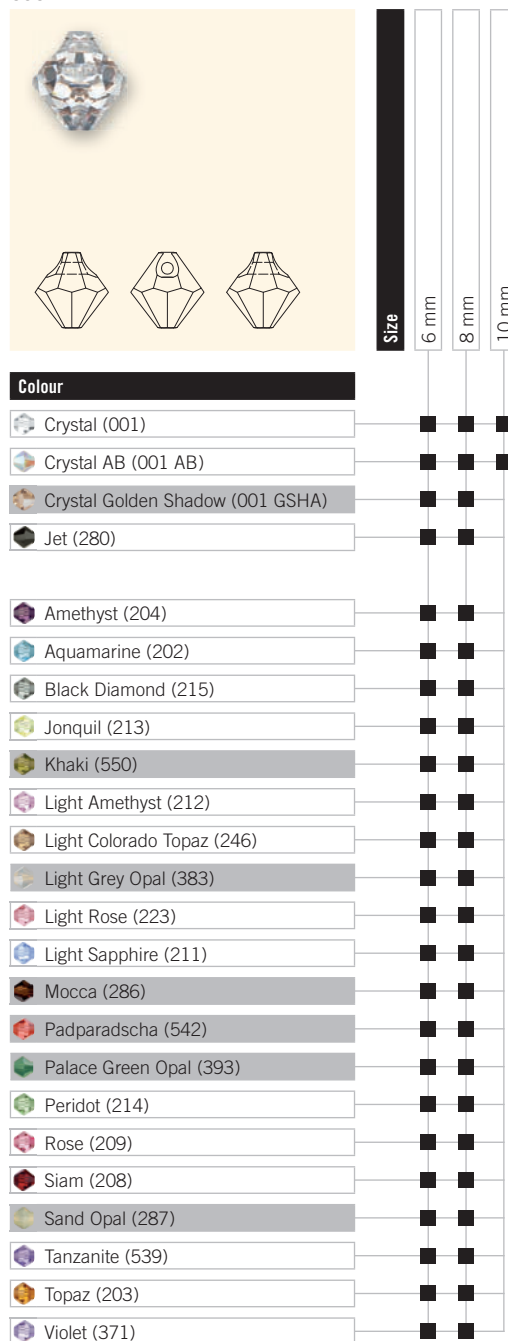 Size
6 mm
8 mm
10 mm
Colour
Crystal (001)
Crystal AB (001 AB)
Crystal Golden Shadow (001 GSHA)
Jet (280)
Amethyst (204)
Aquamarine (202)
Black Diamond (215)
Jonquil (213)
Khaki (550)
Light Amethyst (212)
Light Colorado Topaz (246)
Light Grey Opal (383)
Light Rose (223)
Light Sapphire (211)
Mocca (286)
Padparadscha (542)
Palace Green Opal (393)
Peridot (214)
Rose (209)
Siam (208)
Sand Opal (287)
Tanzanite (539)
Topaz (203)
Violet (371)